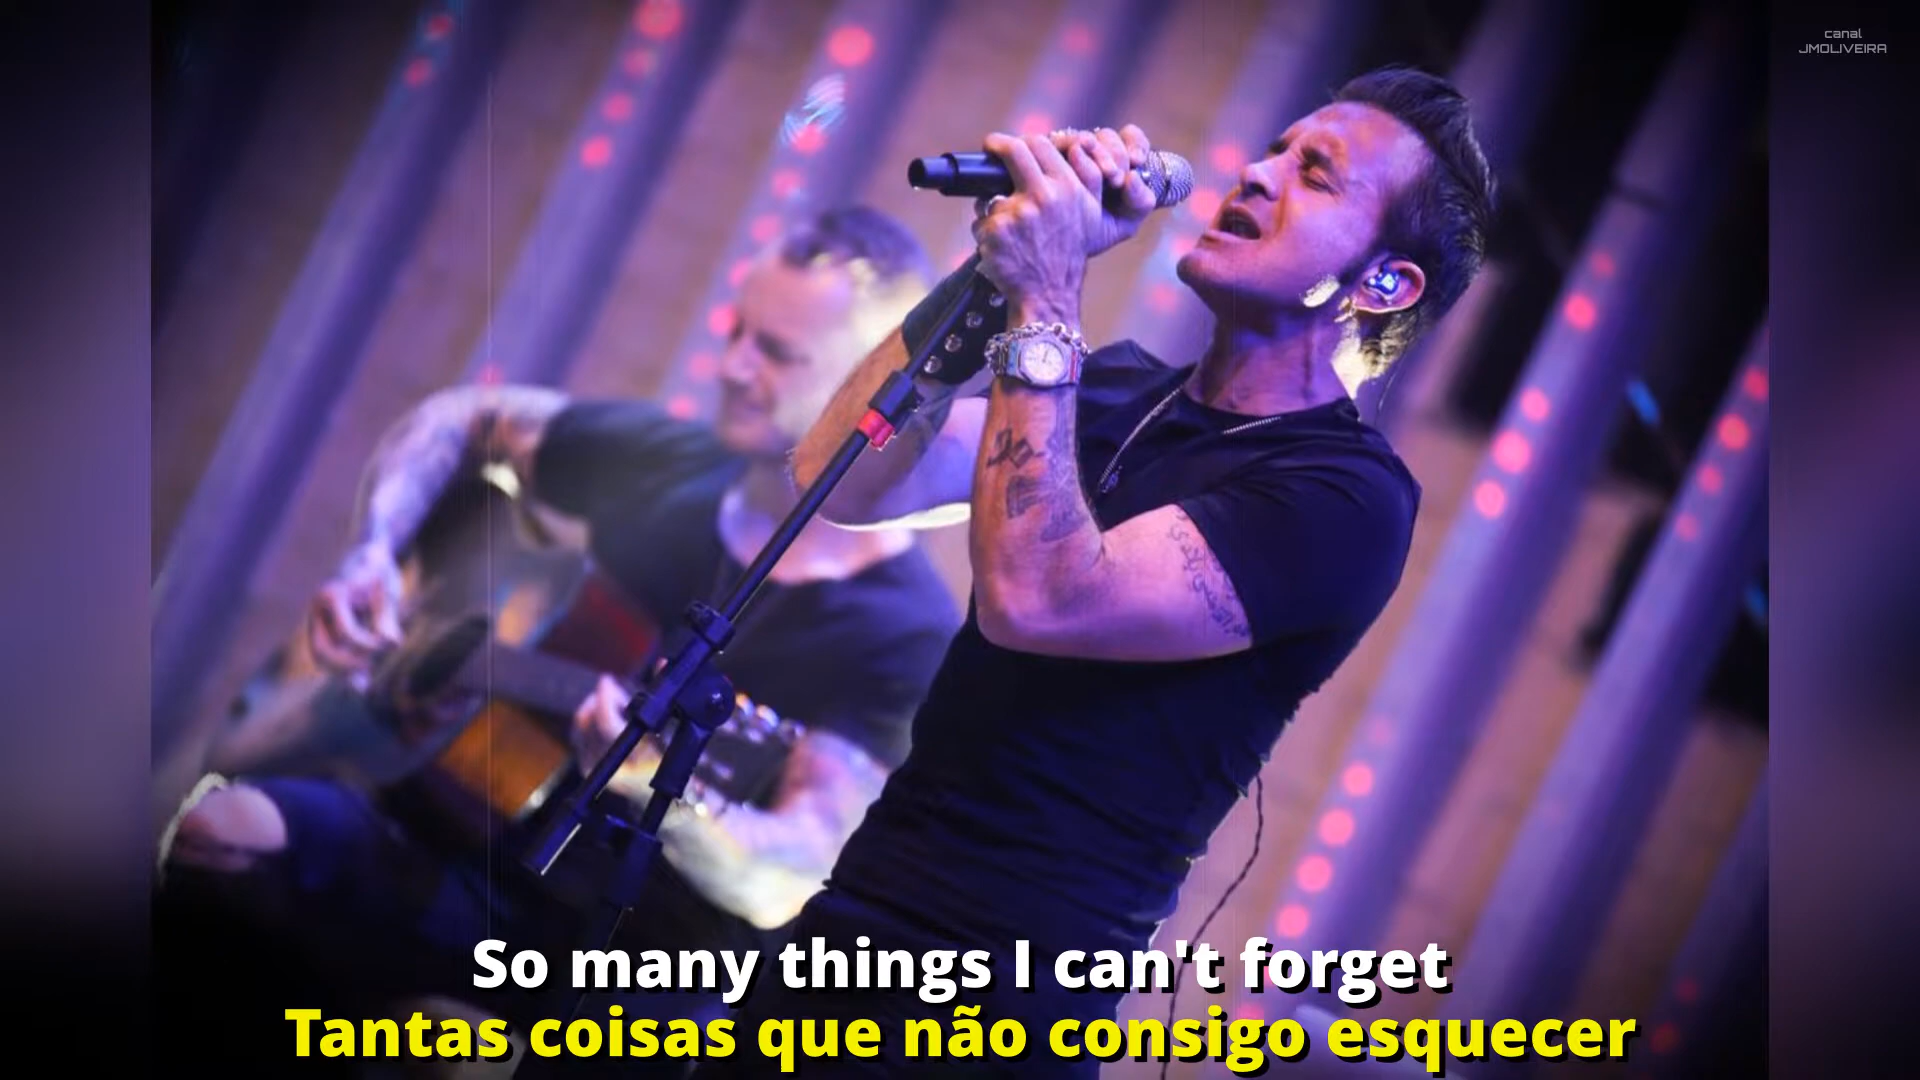 canal
JMOLIVEIRA
So many things I can't forget
Tantas coisas que não consigo esquecer